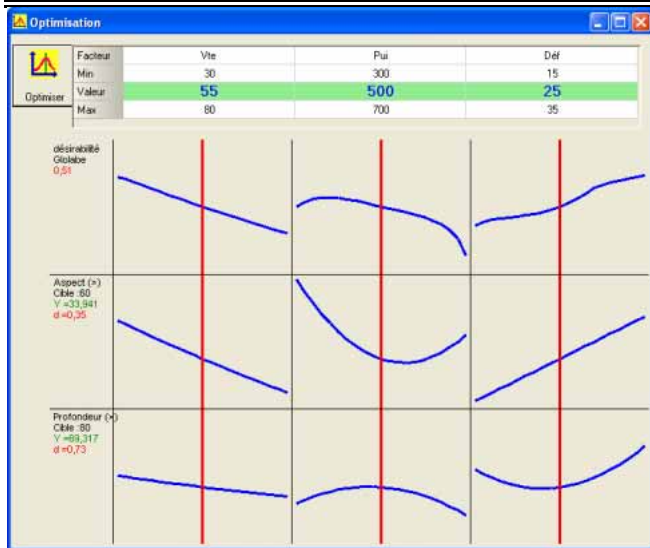 Optimisation
Optimiser
Facteur Vte Pui Déf
Min 30 300 15
Valeur 55 500 25
Max 80 700 35
désirabilité
Glolabe
0,51
Aspect (>)
Cible :60
Y =33,941
d =0,35
Profondeur (>)
Cible :80
Y =69,317
d =0,73